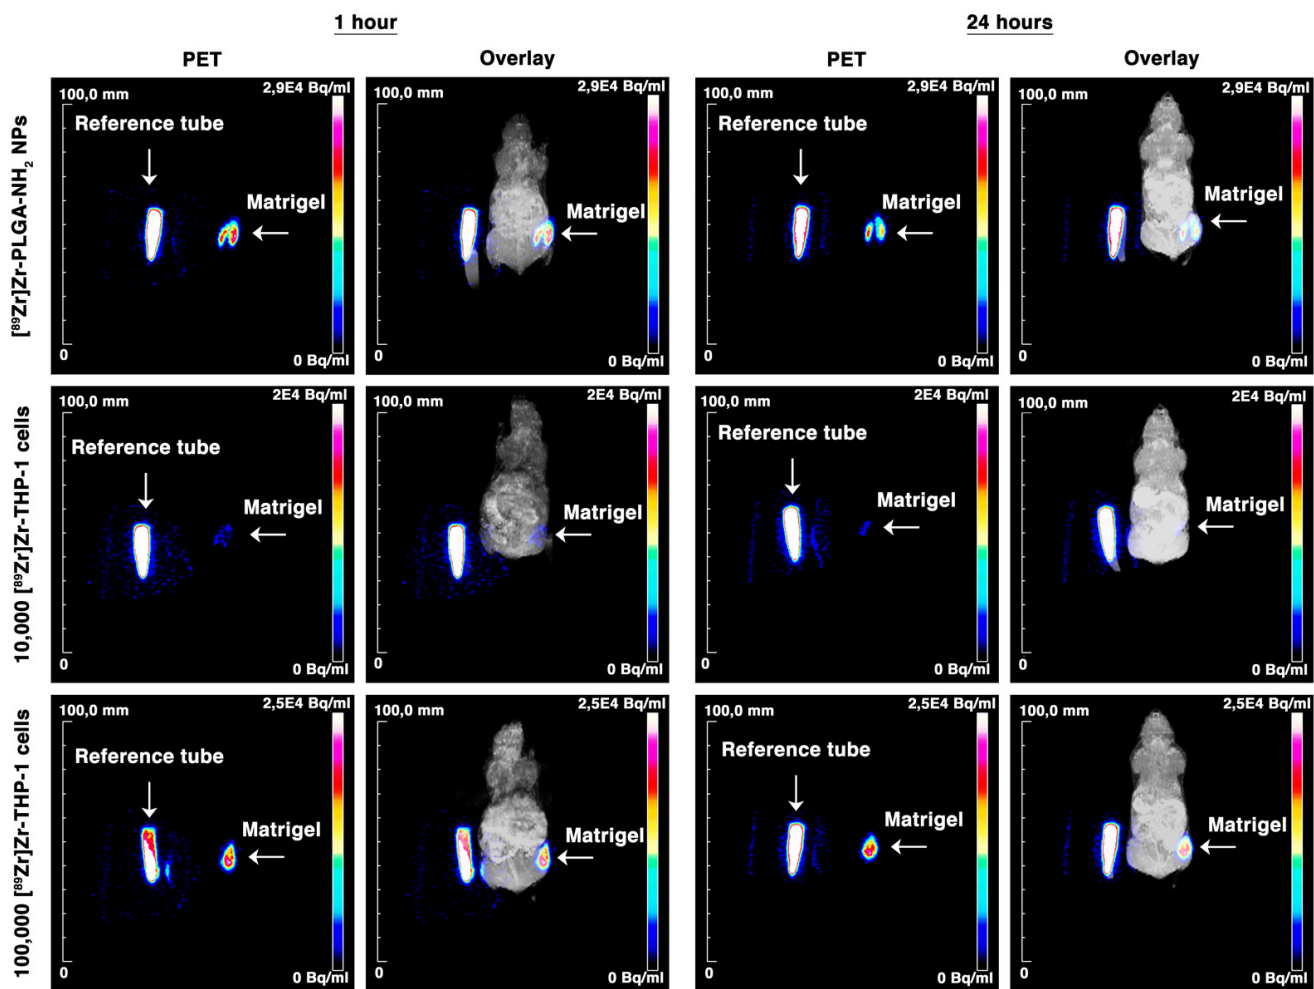 1 hour
24 hours
PET
Overlay
PET
Overlay
[⁸⁹Zr]Zr-PLGA-NH₂ NPs
100,0 mm
2,9E4 Bq/ml
Reference tube
Matrigel
0
0 Bq/ml
100,0 mm
2,9E4 Bq/ml
Matrigel
0
0 Bq/ml
100,0 mm
2,9E4 Bq/ml
Reference tube
Matrigel
0
0 Bq/ml
100,0 mm
2,9E4 Bq/ml
Matrigel
0
0 Bq/ml
10,000 [⁸⁹Zr]Zr-THP-1 cells
100,0 mm
2E4 Bq/ml
Reference tube
Matrigel
0
0 Bq/ml
100,0 mm
2E4 Bq/ml
Matrigel
0
0 Bq/ml
100,0 mm
2E4 Bq/ml
Reference tube
Matrigel
0
0 Bq/ml
100,0 mm
2E4 Bq/ml
Matrigel
0
0 Bq/ml
100,000 [⁸⁹Zr]Zr-THP-1 cells
100,0 mm
2,5E4 Bq/ml
Reference tube
Matrigel
0
0 Bq/ml
100,0 mm
2,5E4 Bq/ml
Matrigel
0
0 Bq/ml
100,0 mm
2,5E4 Bq/ml
Reference tube
Matrigel
0
0 Bq/ml
100,0 mm
2,5E4 Bq/ml
Matrigel
0
0 Bq/ml